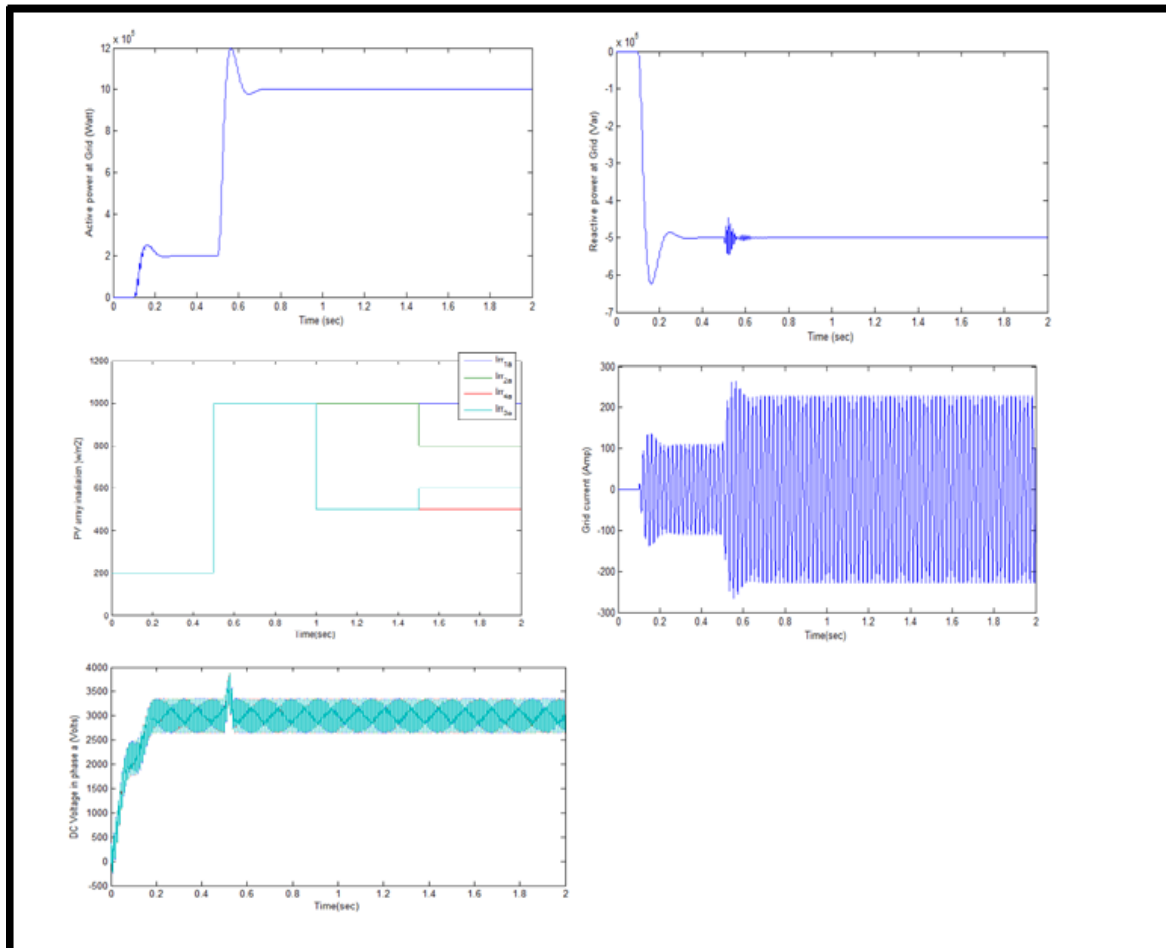 x 10^5
12
10
8
6
4
2
0
Active power at Grid (Watt)
0 0.2 0.4 0.6 0.8 1 1.2 1.4 1.6 1.8 2
Time (sec)
x 10^5
0
-1
-2
-3
-4
-5
-6
-7
Reactive power at Grid (Var)
0 0.2 0.4 0.6 0.8 1 1.2 1.4 1.6 1.8 2
Time (sec)
1200
1000
800
600
400
200
0
PV array irradiation (w/m2)
Irr1a
Irr2a
Irr4a
Irr3a
0 0.2 0.4 0.6 0.8 1 1.2 1.4 1.6 1.8 2
Time(sec)
300
200
100
0
-100
-200
-300
Grid current (Amp)
0 0.2 0.4 0.6 0.8 1 1.2 1.4 1.6 1.8 2
Time(sec)
4000
3500
3000
2500
2000
1500
1000
500
0
-500
DC Voltage in phase a (Volts)
0 0.2 0.4 0.6 0.8 1 1.2 1.4 1.6 1.8 2
Time(sec)